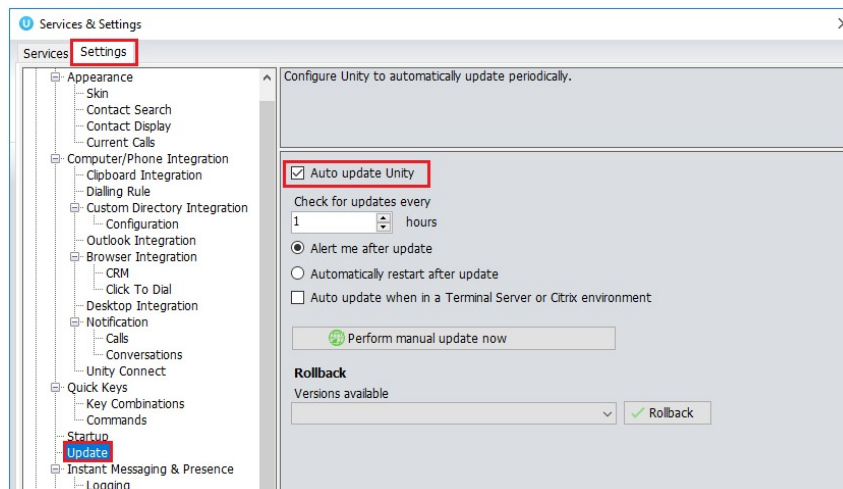 Services & Settings
Services
Settings
Appearance
Skin
Contact Search
Contact Display
Current Calls
Computer/Phone Integration
Clipboard Integration
Dialling Rule
Custom Directory Integration
Configuration
Outlook Integration
Browser Integration
CRM
Click To Dial
Desktop Integration
Notification
Calls
Conversations
Unity Connect
Quick Keys
Key Combinations
Commands
Startup
Update
Instant Messaging & Presence
Logging
Configure Unity to automatically update periodically.
Auto update Unity
Check for updates every
1 hours
Alert me after update
Automatically restart after update
Auto update when in a Terminal Server or Citrix environment
Perform manual update now
Rollback
Versions available
Rollback